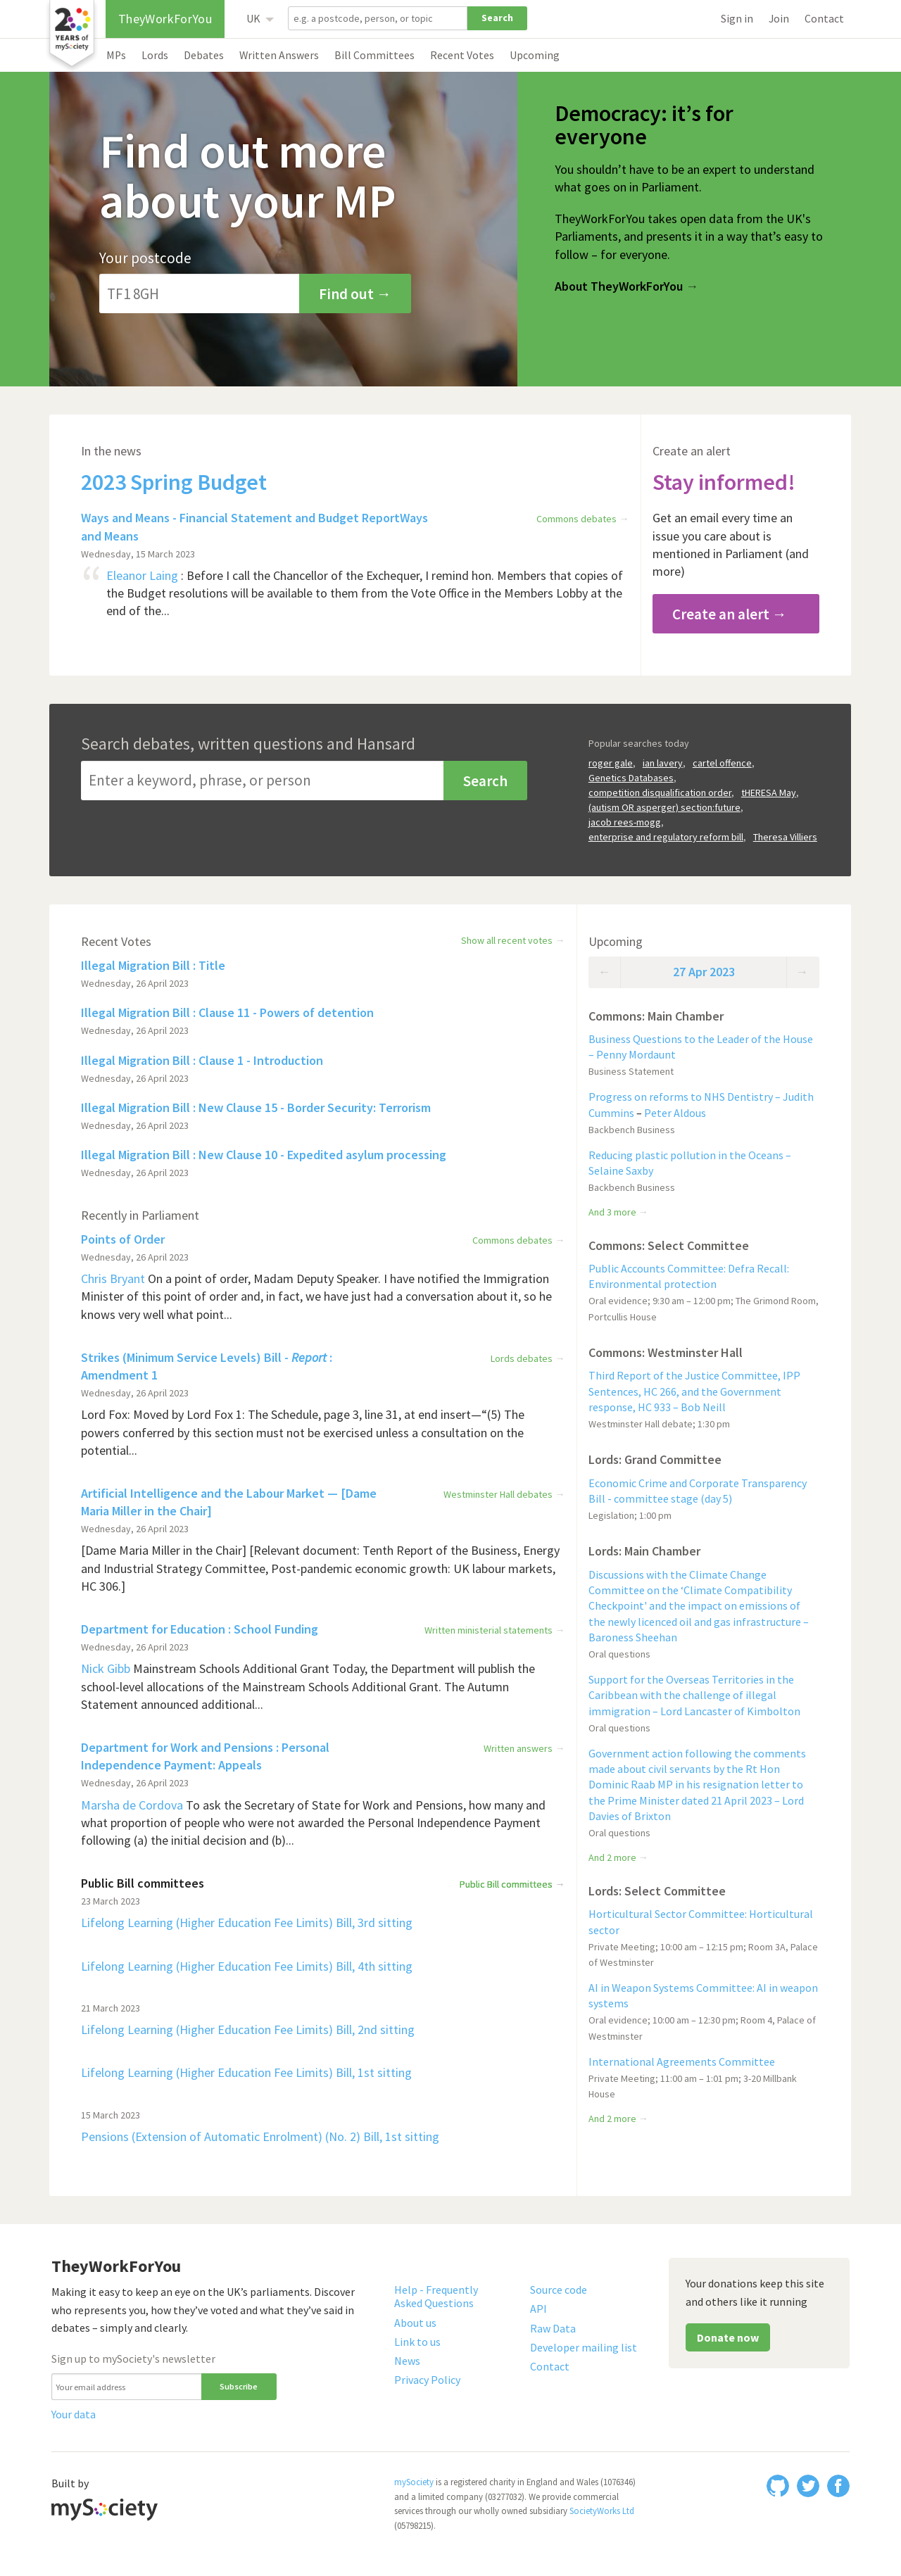 20
YEARS of
mySociety
TheyWorkForYou
UK
e.g. a postcode, person, or topic
Search
Sign in
Join
Contact
MPs
Lords
Debates
Written Answers
Bill Committees
Recent Votes
Upcoming
Find out more
about your MP
Your postcode
TF1 8GH
Find out →
Democracy: it’s for
everyone
You shouldn’t have to be an expert to understand
what goes on in Parliament.
TheyWorkForYou takes open data from the UK's
Parliaments, and presents it in a way that’s easy to
follow – for everyone.
About TheyWorkForYou →
In the news
2023 Spring Budget
Ways and Means - Financial Statement and Budget ReportWays
and Means
Commons debates →
Wednesday, 15 March 2023
“
Eleanor Laing : Before I call the Chancellor of the Exchequer, I remind hon. Members that copies of
the Budget resolutions will be available to them from the Vote Office in the Members Lobby at the
end of the...
Create an alert
Stay informed!
Get an email every time an
issue you care about is
mentioned in Parliament (and
more)
Create an alert →
Search debates, written questions and Hansard
Enter a keyword, phrase, or person
Search
Popular searches today
roger gale, ian lavery, cartel offence,
Genetics Databases,
competition disqualification order, tHERESA May,
(autism OR asperger) section:future,
jacob rees-mogg,
enterprise and regulatory reform bill, Theresa Villiers
Recent Votes
Show all recent votes →
Illegal Migration Bill : Title
Wednesday, 26 April 2023
Illegal Migration Bill : Clause 11 - Powers of detention
Wednesday, 26 April 2023
Illegal Migration Bill : Clause 1 - Introduction
Wednesday, 26 April 2023
Illegal Migration Bill : New Clause 15 - Border Security: Terrorism
Wednesday, 26 April 2023
Illegal Migration Bill : New Clause 10 - Expedited asylum processing
Wednesday, 26 April 2023
Recently in Parliament
Points of Order
Commons debates →
Wednesday, 26 April 2023
Chris Bryant On a point of order, Madam Deputy Speaker. I have notified the Immigration
Minister of this point of order and, in fact, we have just had a conversation about it, so he
knows very well what point...
Strikes (Minimum Service Levels) Bill - Report :
Amendment 1
Lords debates →
Wednesday, 26 April 2023
Lord Fox: Moved by Lord Fox 1: The Schedule, page 3, line 31, at end insert—“(5) The
powers conferred by this section must not be exercised unless a consultation on the
potential...
Artificial Intelligence and the Labour Market — [Dame
Maria Miller in the Chair]
Westminster Hall debates →
Wednesday, 26 April 2023
[Dame Maria Miller in the Chair] [Relevant document: Tenth Report of the Business, Energy
and Industrial Strategy Committee, Post-pandemic economic growth: UK labour markets,
HC 306.]
Department for Education : School Funding
Written ministerial statements →
Wednesday, 26 April 2023
Nick Gibb Mainstream Schools Additional Grant Today, the Department will publish the
school-level allocations of the Mainstream Schools Additional Grant. The Autumn
Statement announced additional...
Department for Work and Pensions : Personal
Independence Payment: Appeals
Written answers →
Wednesday, 26 April 2023
Marsha de Cordova To ask the Secretary of State for Work and Pensions, how many and
what proportion of people who were not awarded the Personal Independence Payment
following (a) the initial decision and (b)...
Public Bill committees
Public Bill committees →
23 March 2023
Lifelong Learning (Higher Education Fee Limits) Bill, 3rd sitting
Lifelong Learning (Higher Education Fee Limits) Bill, 4th sitting
21 March 2023
Lifelong Learning (Higher Education Fee Limits) Bill, 2nd sitting
Lifelong Learning (Higher Education Fee Limits) Bill, 1st sitting
15 March 2023
Pensions (Extension of Automatic Enrolment) (No. 2) Bill, 1st sitting
Upcoming
← 27 Apr 2023 →
Commons: Main Chamber
Business Questions to the Leader of the House
– Penny Mordaunt
Business Statement
Progress on reforms to NHS Dentistry – Judith
Cummins – Peter Aldous
Backbench Business
Reducing plastic pollution in the Oceans –
Selaine Saxby
Backbench Business
And 3 more →
Commons: Select Committee
Public Accounts Committee: Defra Recall:
Environmental protection
Oral evidence; 9:30 am – 12:00 pm; The Grimond Room,
Portcullis House
Commons: Westminster Hall
Third Report of the Justice Committee, IPP
Sentences, HC 266, and the Government
response, HC 933 – Bob Neill
Westminster Hall debate; 1:30 pm
Lords: Grand Committee
Economic Crime and Corporate Transparency
Bill - committee stage (day 5)
Legislation; 1:00 pm
Lords: Main Chamber
Discussions with the Climate Change
Committee on the ‘Climate Compatibility
Checkpoint’ and the impact on emissions of
the newly licenced oil and gas infrastructure –
Baroness Sheehan
Oral questions
Support for the Overseas Territories in the
Caribbean with the challenge of illegal
immigration – Lord Lancaster of Kimbolton
Oral questions
Government action following the comments
made about civil servants by the Rt Hon
Dominic Raab MP in his resignation letter to
the Prime Minister dated 21 April 2023 – Lord
Davies of Brixton
Oral questions
And 2 more →
Lords: Select Committee
Horticultural Sector Committee: Horticultural
sector
Private Meeting; 10:00 am – 12:15 pm; Room 3A, Palace
of Westminster
AI in Weapon Systems Committee: AI in weapon
systems
Oral evidence; 10:00 am – 12:30 pm; Room 4, Palace of
Westminster
International Agreements Committee
Private Meeting; 11:00 am – 1:01 pm; 3-20 Millbank
House
And 2 more →
TheyWorkForYou
Making it easy to keep an eye on the UK’s parliaments. Discover
who represents you, how they’ve voted and what they’ve said in
debates – simply and clearly.
Sign up to mySociety's newsletter
Your email address
Subscribe
Your data
Help - Frequently
Asked Questions
About us
Link to us
News
Privacy Policy
Source code
API
Raw Data
Developer mailing list
Contact
Your donations keep this site
and others like it running
Donate now
Built by
mySociety
mySociety is a registered charity in England and Wales (1076346)
and a limited company (03277032). We provide commercial
services through our wholly owned subsidiary SocietyWorks Ltd
(05798215).